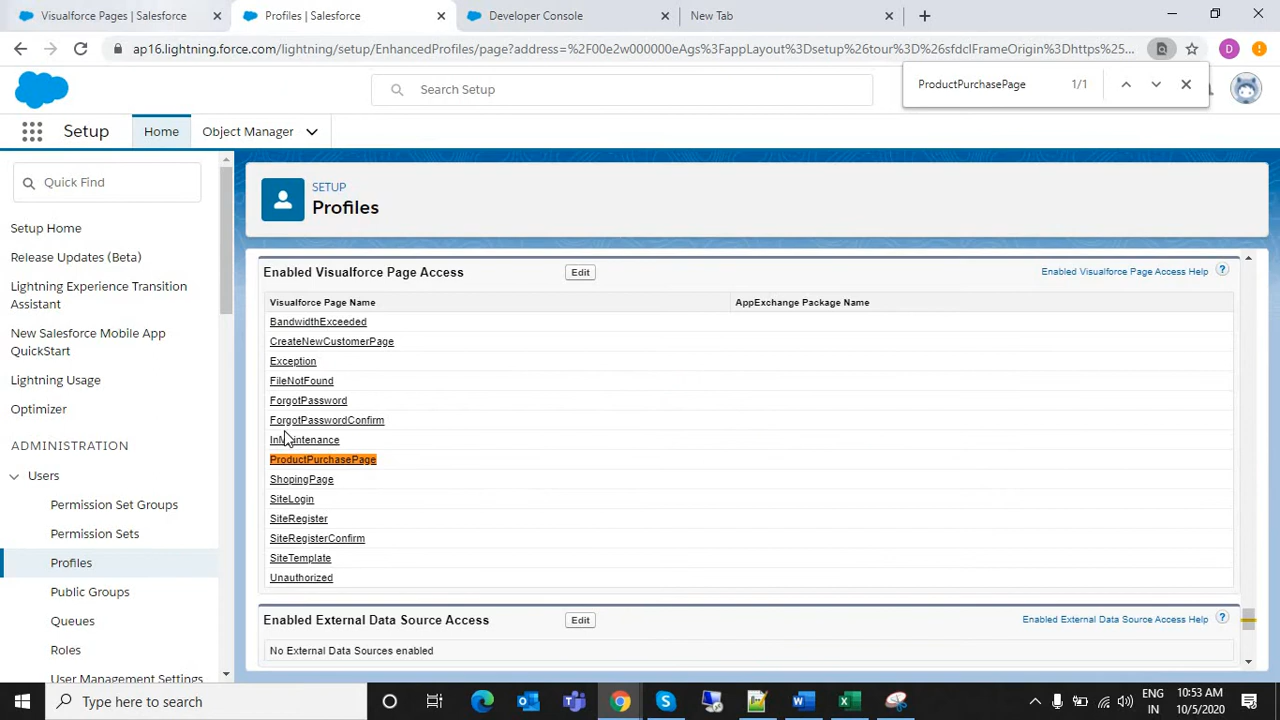 Visualforce Pages | Salesforce
Profiles | Salesforce
Developer Console
New Tab
ap16.lightning.force.com/lightning/setup/EnhancedProfiles/page?address=%2F00e2w000000eAgs%3FappLayout%3Dsetup%26tour%3D%26sfdcIFrameOrigin%3Dhttps%25...
D
ProductPurchasePage 1/1
Search Setup
Setup
Home
Object Manager
Quick Find
Setup Home
Release Updates (Beta)
Lightning Experience Transition
Assistant
New Salesforce Mobile App
QuickStart
Lightning Usage
Optimizer
ADMINISTRATION
Users
Permission Set Groups
Permission Sets
Profiles
Public Groups
Queues
Roles
User Management Settings
SETUP
Profiles
Enabled Visualforce Page Access
Edit
Enabled Visualforce Page Access Help
?
Visualforce Page Name
AppExchange Package Name
BandwidthExceeded
CreateNewCustomerPage
Exception
FileNotFound
ForgotPassword
ForgotPasswordConfirm
InMaintenance
ProductPurchasePage
ShopingPage
SiteLogin
SiteRegister
SiteRegisterConfirm
SiteTemplate
Unauthorized
Enabled External Data Source Access
Edit
Enabled External Data Source Access Help
?
No External Data Sources enabled
Type here to search
ENG
IN
10:53 AM
10/5/2020